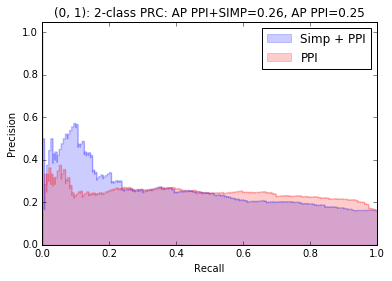 (0, 1): 2-class PRC: AP PPI+SIMP=0.26, AP PPI=0.25
Simp + PPI
PPI
1.0
0.8
0.6
0.4
0.2
0.0
Precision
0.0 0.2 0.4 0.6 0.8 1.0
Recall